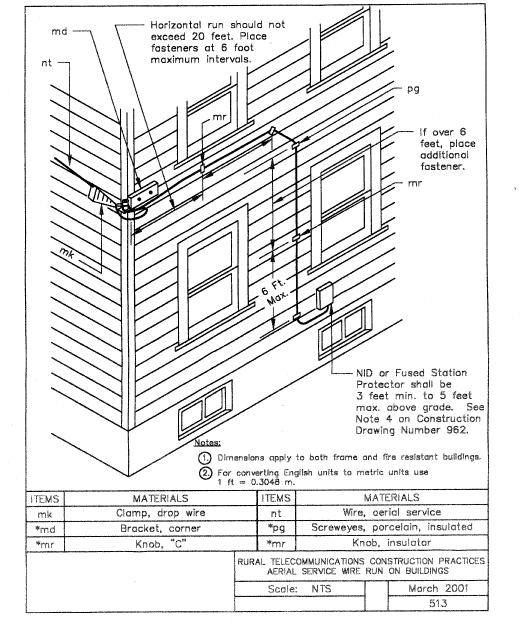 Horizontal run should not
exceed 20 feet. Place
fasteners at 6 foot
maximum intervals.
md
nt
mr
pg
If over 6
feet, place
additional
fastener.
mr
mk
6 Ft.
Max.
NID or Fused Station
Protector shall be
3 feet min. to 5 feet
max. above grade. See
Note 4 on Construction
Drawing Number 962.
Notes:
1. Dimensions apply to both frame and fire resistant buildings.
2. For converting English units to metric units use
1 ft = 0.3048 m.
ITEMS MATERIALS ITEMS MATERIALS
mk Clamp, drop wire nt Wire, aerial service
*md Bracket, corner *pg Screweyes, porcelain, insulated
*mr Knob, "C" *mr Knob, insulator
RURAL TELECOMMUNICATIONS CONSTRUCTION PRACTICES
AERIAL SERVICE WIRE RUN ON BUILDINGS
Scale: NTS March 2001
513